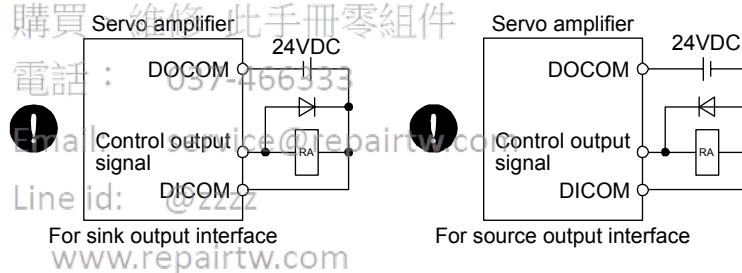 購買、維修 此手冊零組件
電話： 037-466333
Email: service@repairtw.com
Line id: @zzzz
www.repairtw.com
Servo amplifier
24VDC
DOCOM
Control output
signal
RA
DICOM
For sink output interface
Servo amplifier
24VDC
DOCOM
Control output
signal
RA
DICOM
For source output interface